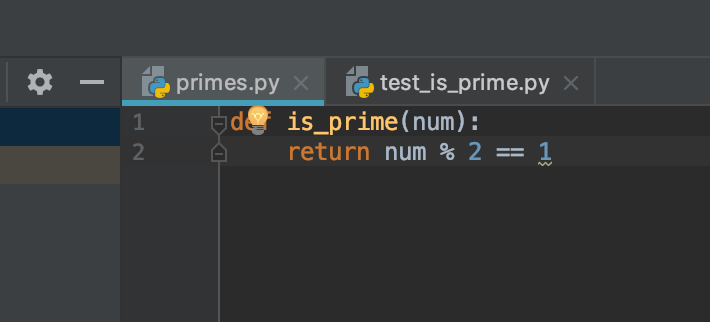 primes.py test_is_prime.py
1 def is_prime(num):
2 return num % 2 == 1